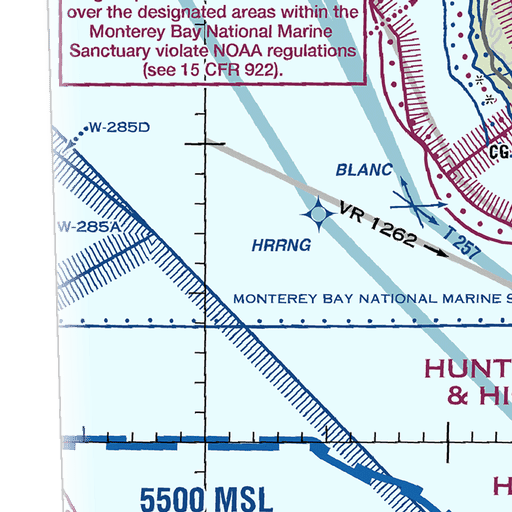 over the designated areas within the
Monterey Bay National Marine
Sanctuary violate NOAA regulations
(see 15 CFR 922).
W-285D
CG
BLANC
W-285A
VR 1262
T 257
HRRNG
MONTEREY BAY NATIONAL MARINE S
HUNT
& HI
H
5500 MSL